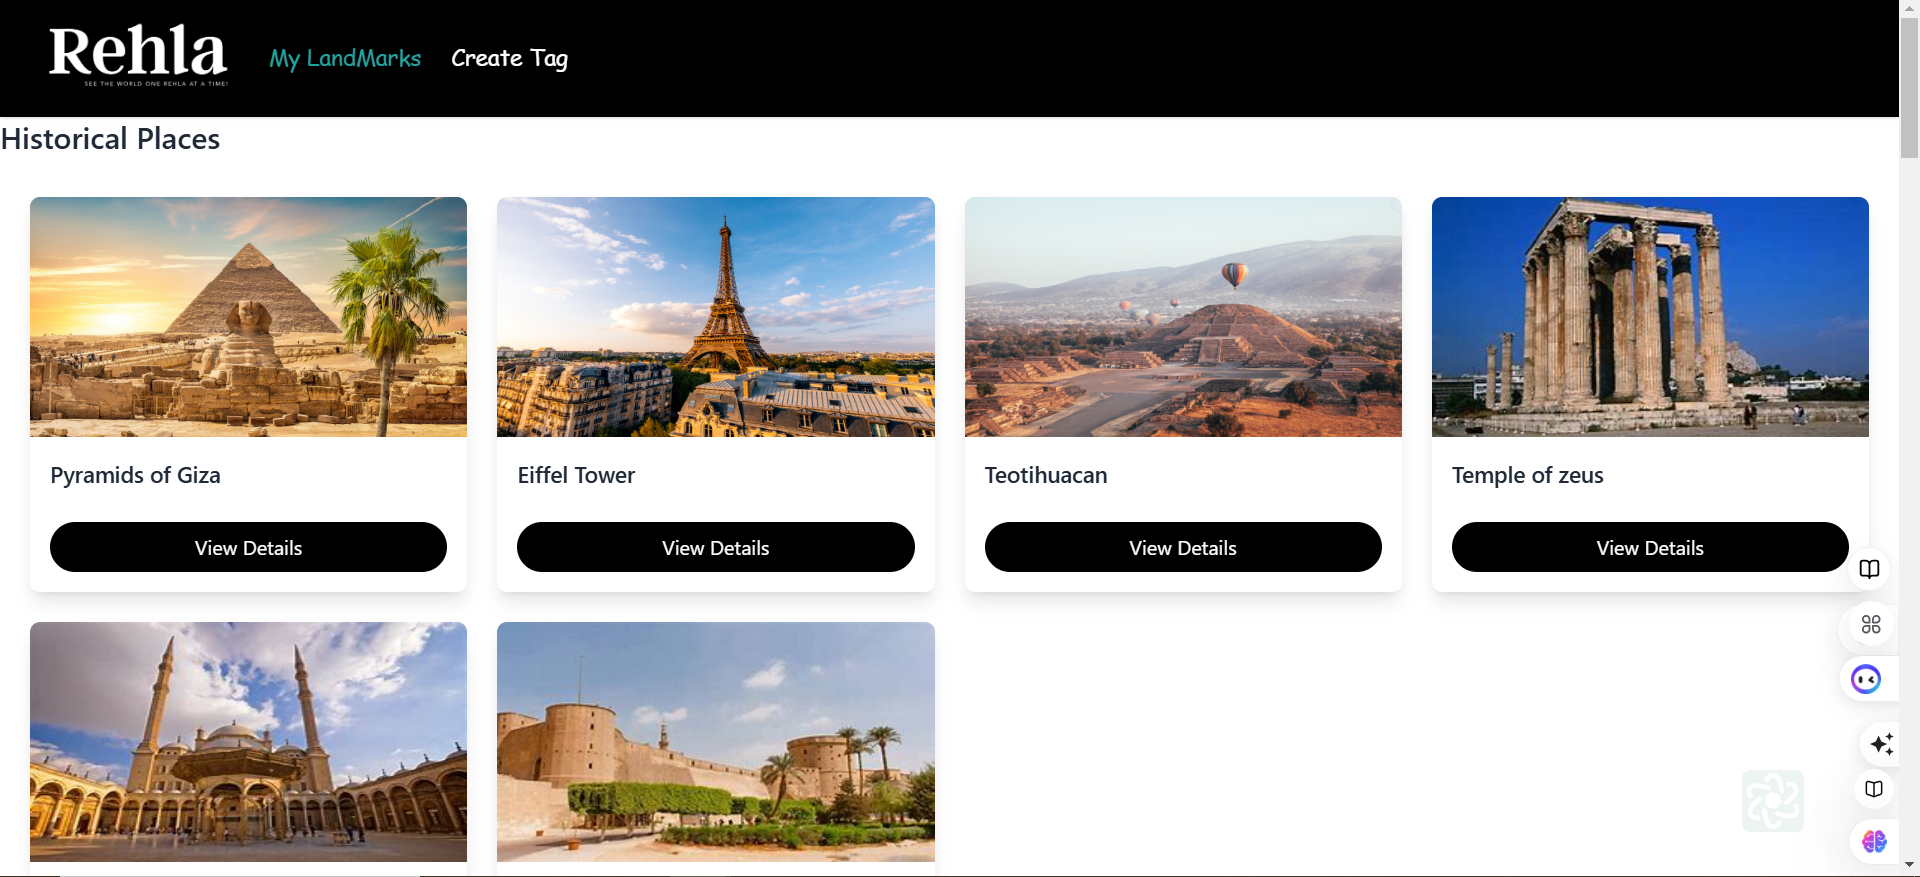 Rehla
SEE THE WORLD ONE REHLA AT A TIME!
My LandMarks
Create Tag
Historical Places
Pyramids of Giza
Eiffel Tower
Teotihuacan
Temple of zeus
View Details
View Details
View Details
View Details